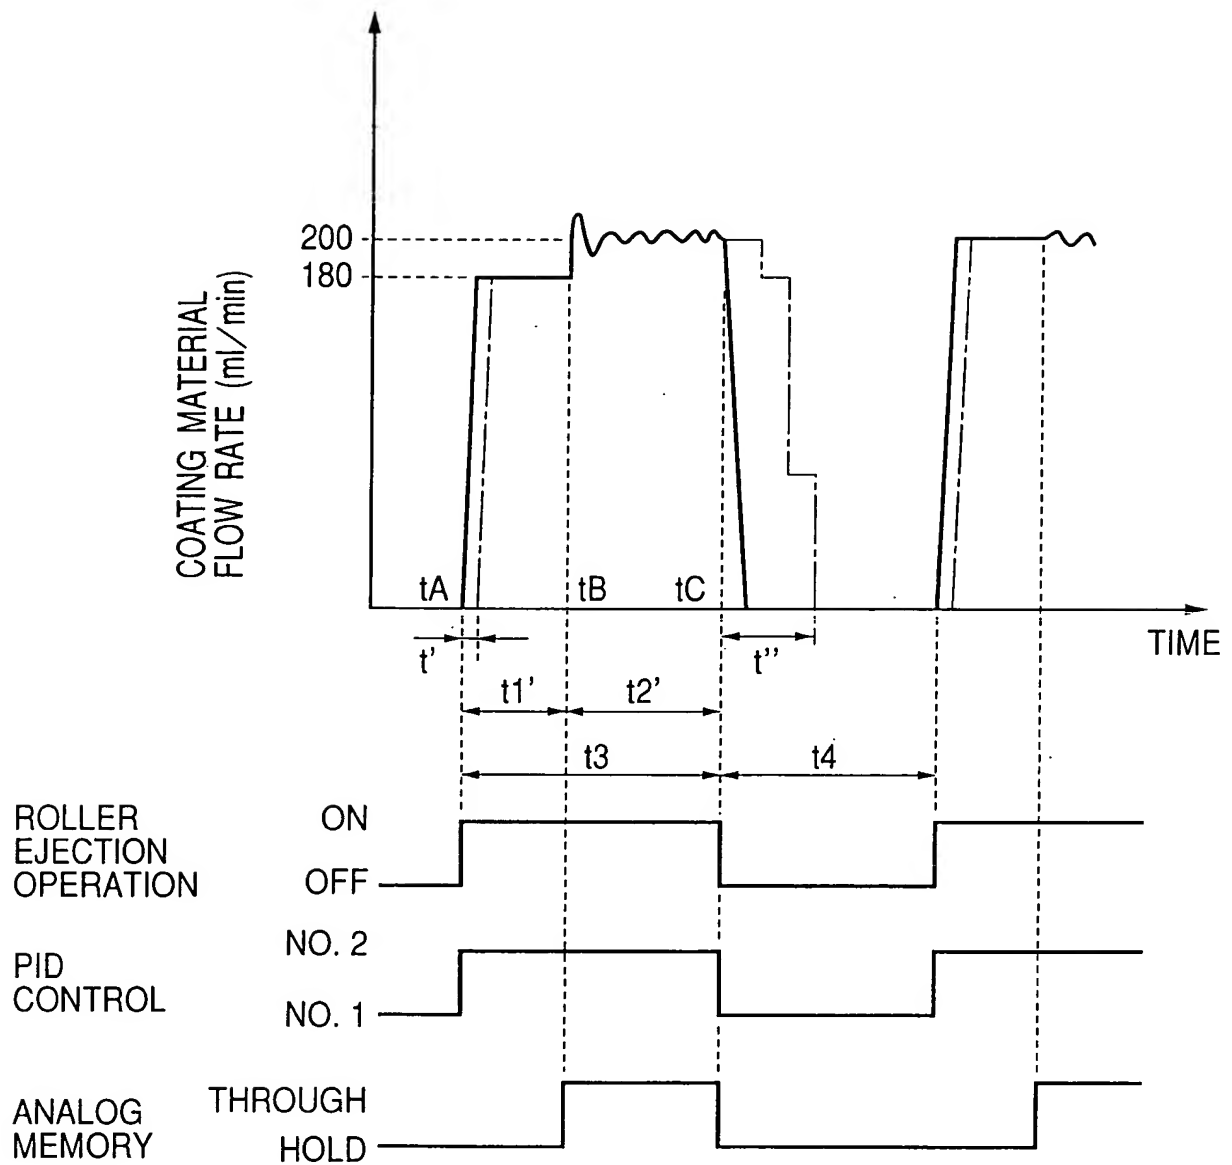 200
180
COATING MATERIAL
FLOW RATE (ml/min)
tA
tB
tC
TIME
t'
t''
t1'
t2'
t3
t4
ROLLER
EJECTION
OPERATION
ON
OFF
PID
CONTROL
NO. 2
NO. 1
ANALOG
MEMORY
THROUGH
HOLD